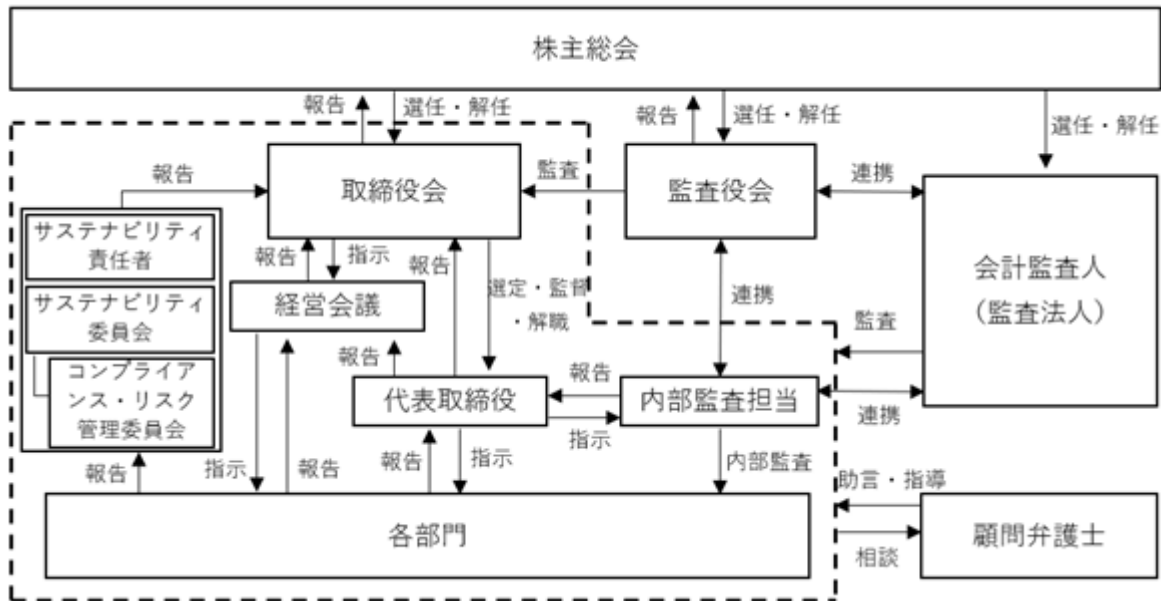 株主総会
報告
選任・解任
報告
選任・解任
選任・解任
報告
取締役会
監査
監査役会
連携
会計監査人
（監査法人）
サステナビリティ
責任者
サステナビリティ
委員会
コンプライア
ンス・リスク
管理委員会
報告
指示
報告
選定・監督
・解職
連携
経営会議
監査
報告
代表取締役
報告
指示
内部監査担当
連携
報告
指示
報告
報告
指示
内部監査
助言・指導
各部門
相談
顧問弁護士